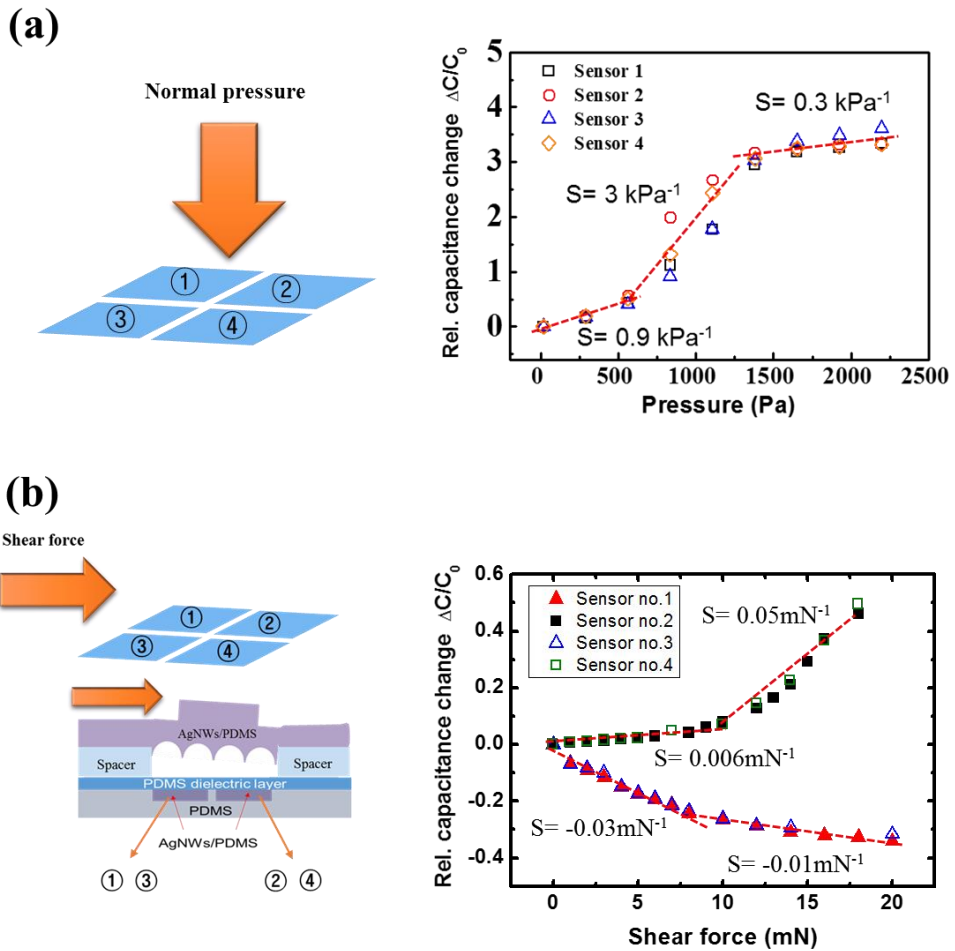 (a)
Normal pressure
① ②
③ ④
Rel. capacitance change ΔC/C₀
5
4
3
2
1
0
Sensor 1
Sensor 2
Sensor 3
Sensor 4
S= 0.3 kPa⁻¹
S= 3 kPa⁻¹
S= 0.9 kPa⁻¹
0 500 1000 1500 2000 2500
Pressure (Pa)
(b)
Shear force
① ②
③ ④
AgNWs/PDMS
Spacer Spacer
PDMS dielectric layer
PDMS
AgNWs/PDMS
① ③ ② ④
Rel. capacitance change ΔC/C₀
0.6
0.4
0.2
0.0
-0.2
-0.4
Sensor no.1
Sensor no.2
Sensor no.3
Sensor no.4
S= 0.05mN⁻¹
S= 0.006mN⁻¹
S= -0.03mN⁻¹
S= -0.01mN⁻¹
0 5 10 15 20
Shear force (mN)